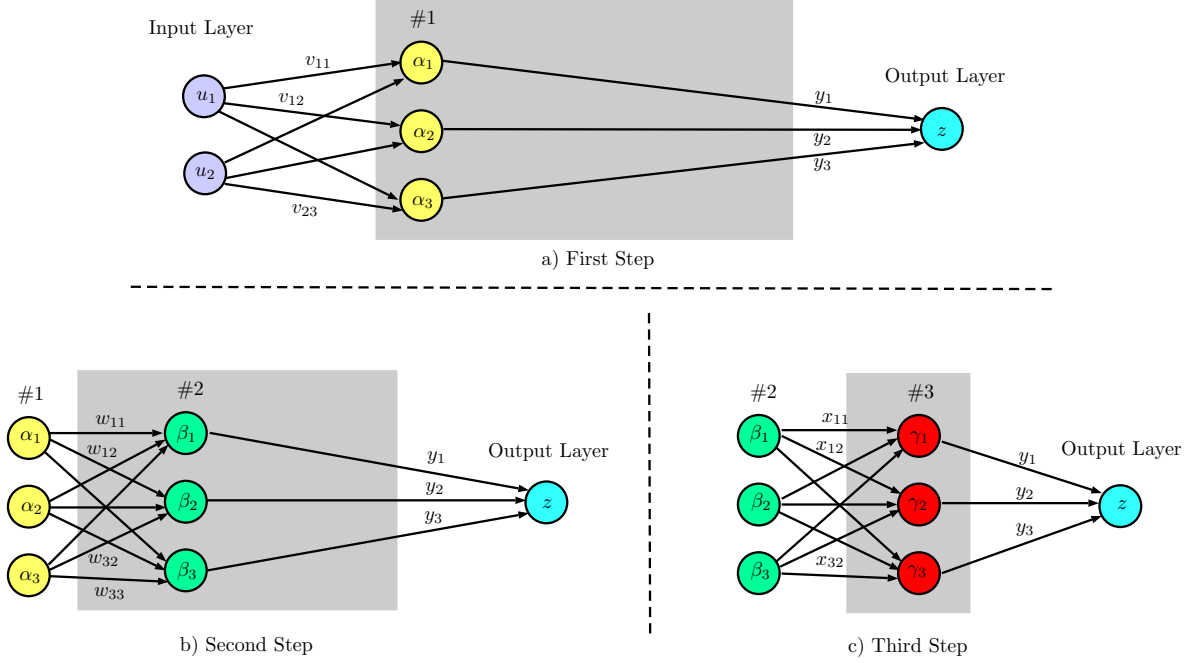 #1
Input Layer
v₁₁
α₁
Output Layer
u₁
v₁₂
y₁
α₂
z
y₂
u₂
y₃
v₂₃
α₃
a) First Step
#1
#2
w₁₁
α₁
β₁
w₁₂
Output Layer
y₁
α₂
β₂
y₂
z
y₃
w₃₂
α₃
β₃
w₃₃
b) Second Step
#2
#3
x₁₁
β₁
γ₁
x₁₂
Output Layer
y₁
β₂
γ₂
y₂
z
y₃
x₃₂
β₃
γ₃
c) Third Step